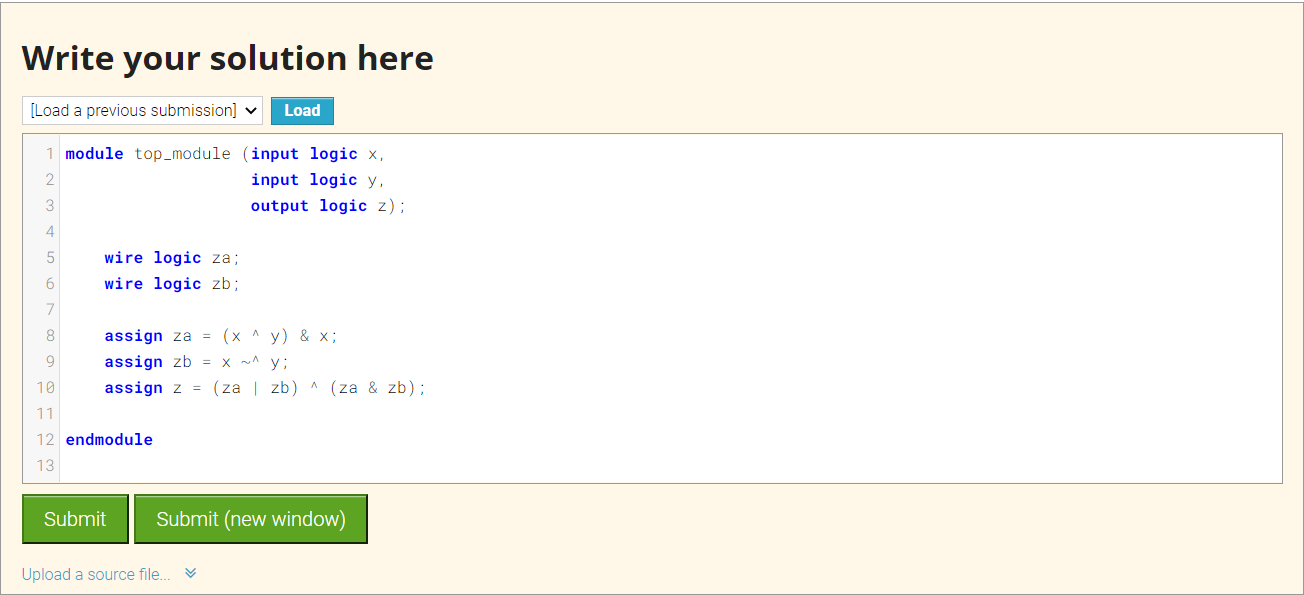 Write your solution here
[Load a previous submission] Load
1 module top_module (input logic x,
2                    input logic y,
3                    output logic z);
4
5     wire logic za;
6     wire logic zb;
7
8     assign za = (x ^ y) & x;
9     assign zb = x ~^ y;
10     assign z = (za | zb) ^ (za & zb);
11
12 endmodule
13
Submit Submit (new window)
Upload a source file...